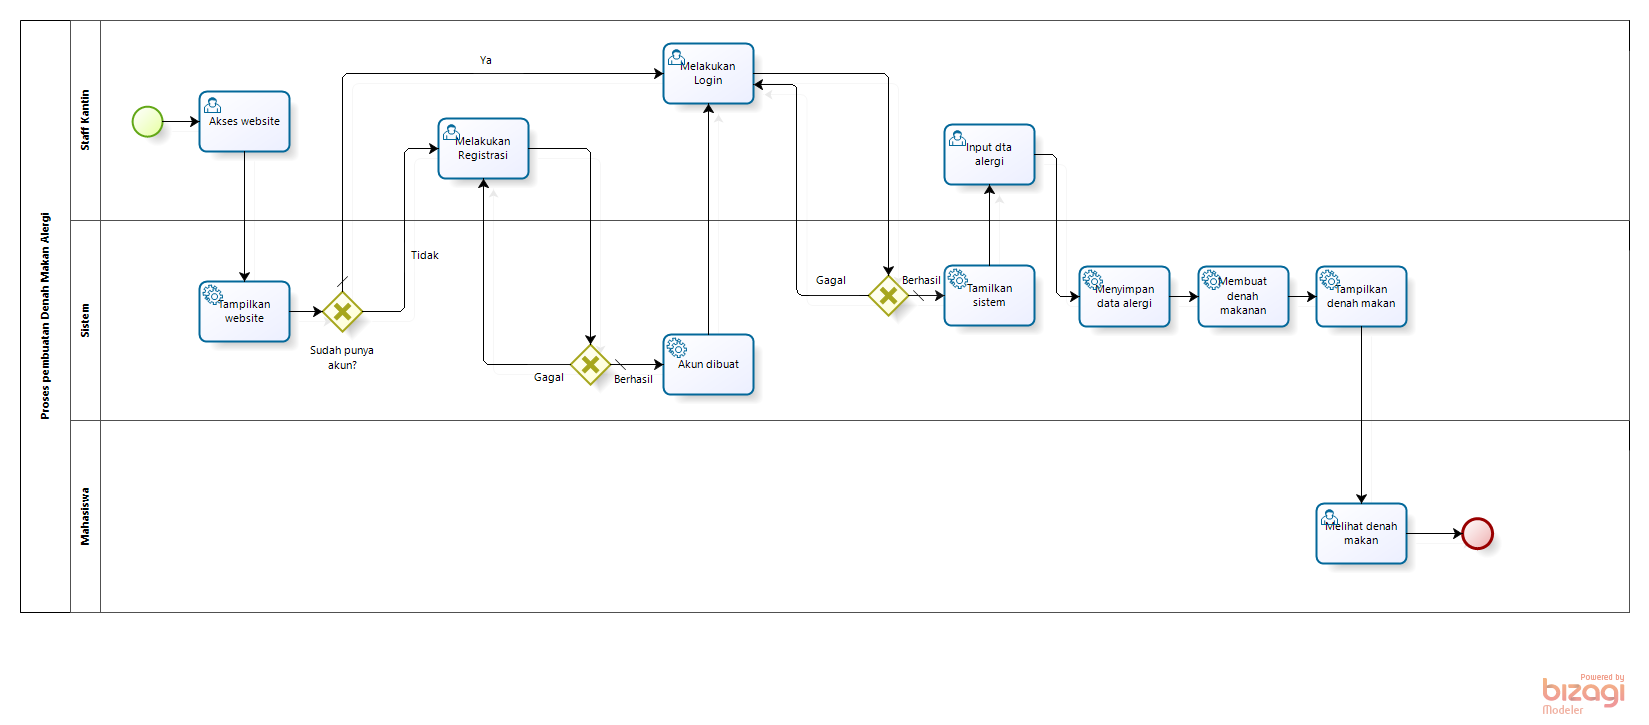 Proses pembuatan Denah Makan Alergi
Staff Kantin
Akses website
Ya
Melakukan
Login
Melakukan
Registrasi
Input dta
alergi
Sistem
Tampilkan
website
Sudah punya
akun?
Tidak
Gagal
Berhasil
Akun dibuat
Gagal
Berhasil
Tamilkan
sistem
Menyimpan
data alergi
Membuat
denah
makanan
Tampilkan
denah makan
Mahasiswa
Melihat denah
makan
Powered by
bizagi
Modeler